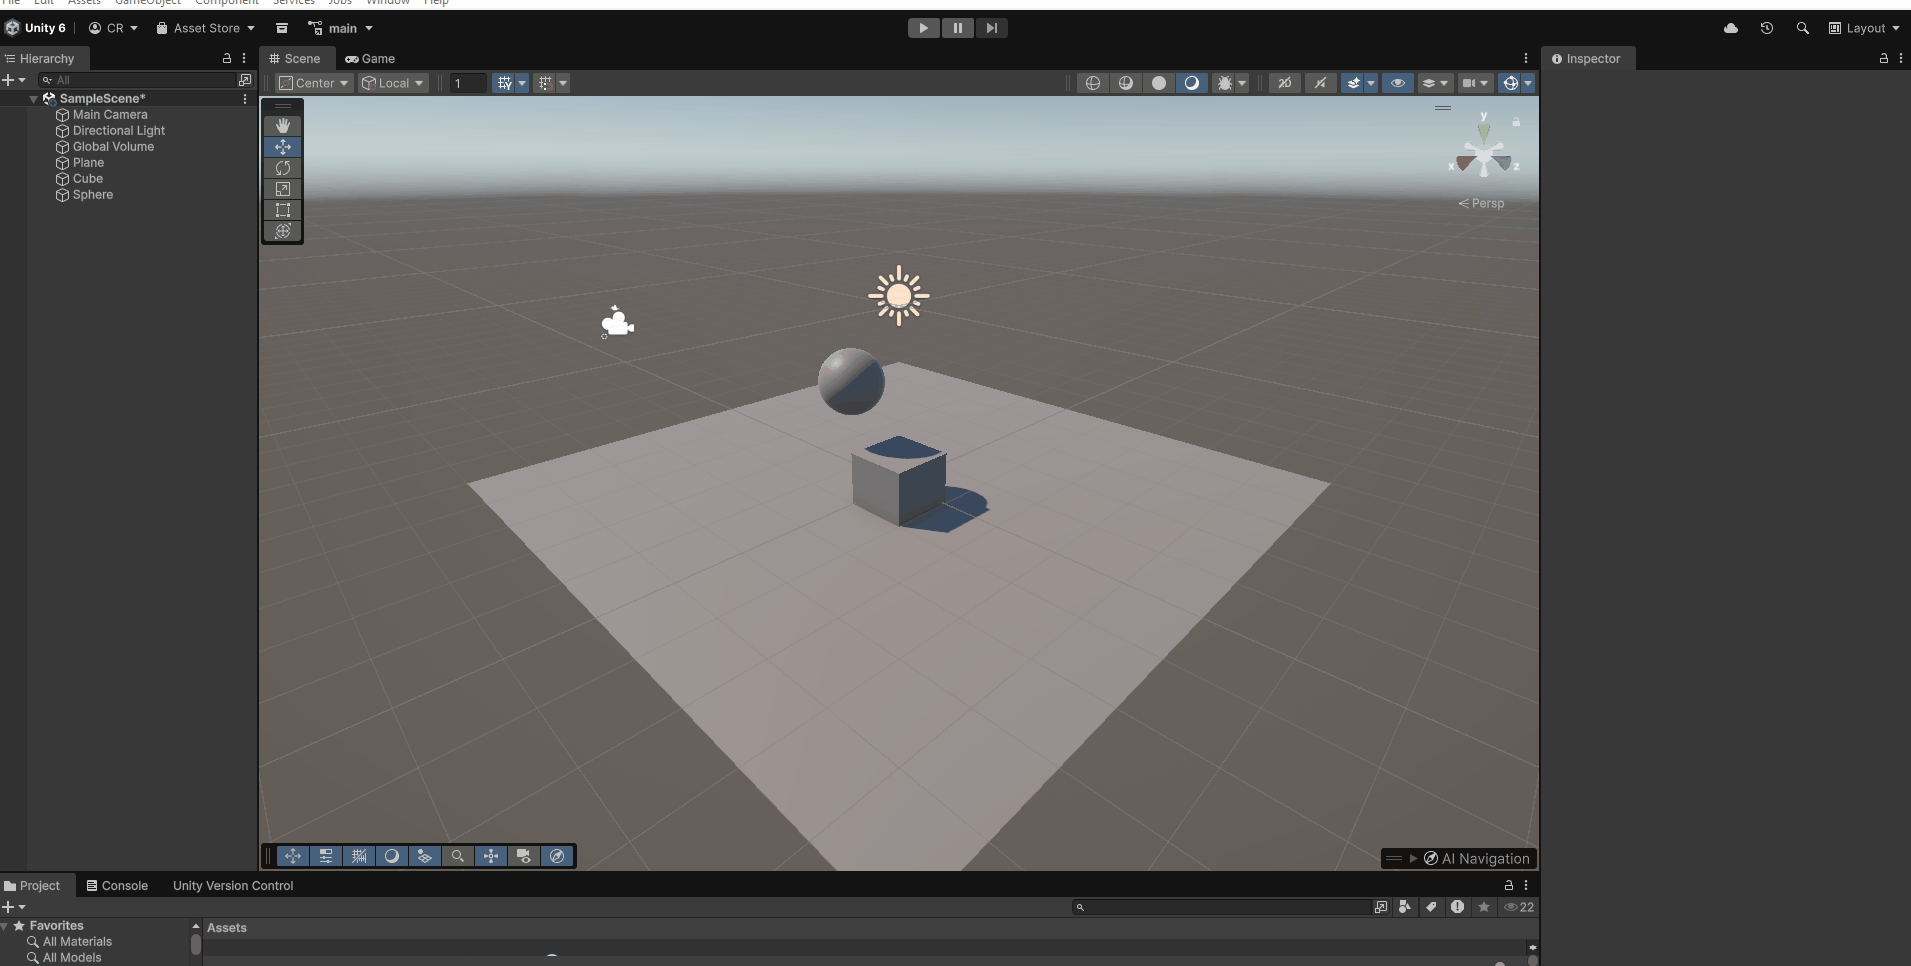 File Edit Assets GameObject Component Services Jobs Window Help
Unity 6 CR Asset Store main Layout
Hierarchy
All
SampleScene*
Main Camera
Directional Light
Global Volume
Plane
Cube
Sphere
Scene Game
Center Local 1 2D
y
x z
Persp
AI Navigation
Inspector
Project Console Unity Version Control
22
Favorites
All Materials
All Models
Assets